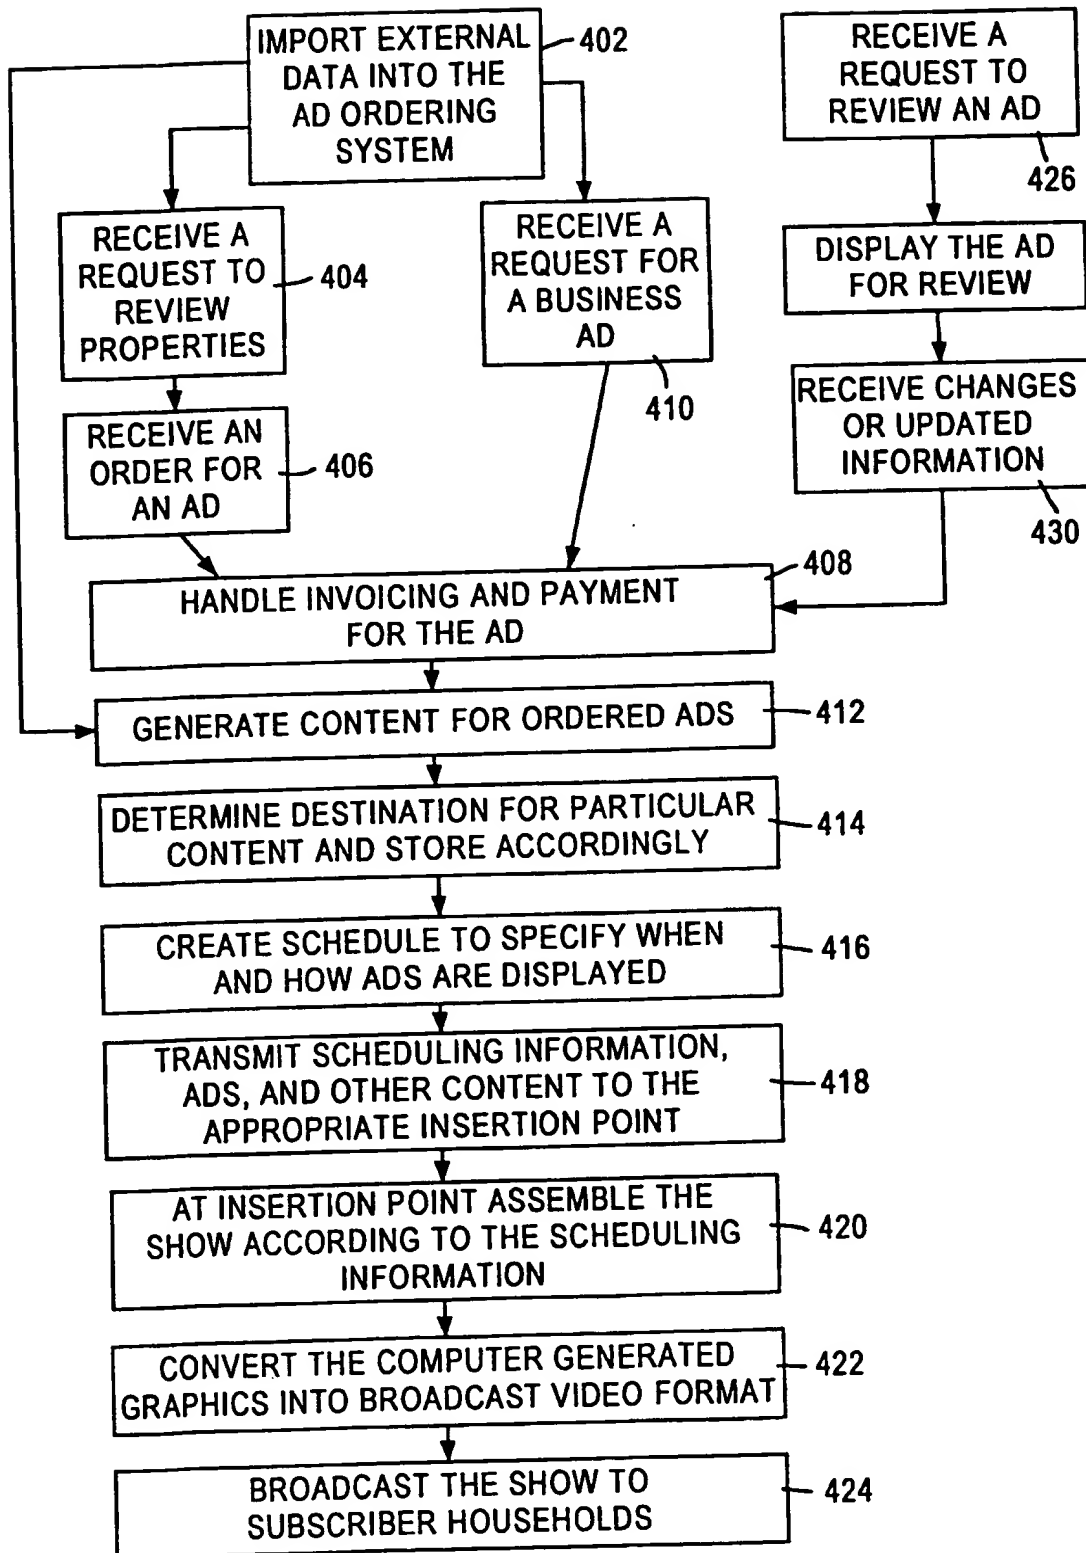 IMPORT EXTERNAL
DATA INTO THE
AD ORDERING
SYSTEM
402
RECEIVE A
REQUEST TO
REVIEW AN AD
426
RECEIVE A
REQUEST TO
REVIEW
PROPERTIES
404
RECEIVE A
REQUEST FOR
A BUSINESS
AD
410
DISPLAY THE AD
FOR REVIEW
RECEIVE AN
ORDER FOR
AN AD
406
RECEIVE CHANGES
OR UPDATED
INFORMATION
430
HANDLE INVOICING AND PAYMENT
FOR THE AD
408
GENERATE CONTENT FOR ORDERED ADS
412
DETERMINE DESTINATION FOR PARTICULAR
CONTENT AND STORE ACCORDINGLY
414
CREATE SCHEDULE TO SPECIFY WHEN
AND HOW ADS ARE DISPLAYED
416
TRANSMIT SCHEDULING INFORMATION,
ADS, AND OTHER CONTENT TO THE
APPROPRIATE INSERTION POINT
418
AT INSERTION POINT ASSEMBLE THE
SHOW ACCORDING TO THE SCHEDULING
INFORMATION
420
CONVERT THE COMPUTER GENERATED
GRAPHICS INTO BROADCAST VIDEO FORMAT
422
BROADCAST THE SHOW TO
SUBSCRIBER HOUSEHOLDS
424